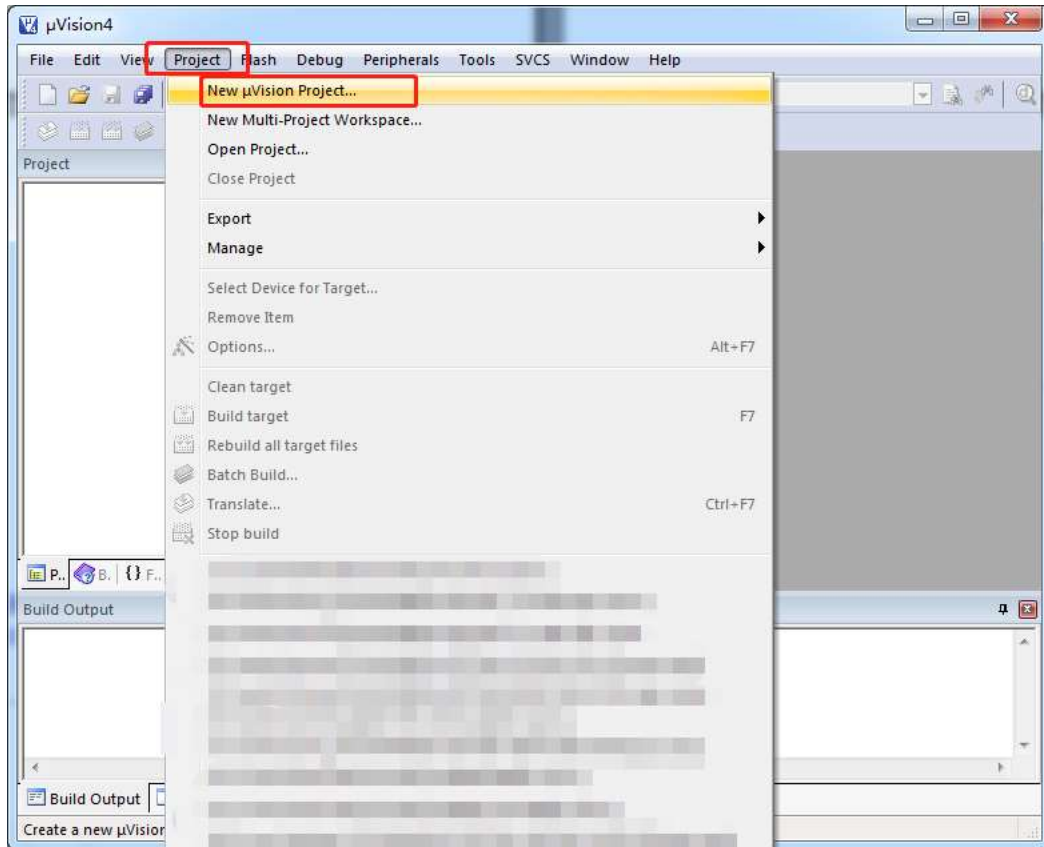 µVision4
File Edit View Project Flash Debug Peripherals Tools SVCS Window Help
New µVision Project...
New Multi-Project Workspace...
Open Project...
Project
Close Project
Export
Manage
Select Device for Target...
Remove Item
Options... Alt+F7
Clean target
Build target F7
Rebuild all target files
Batch Build...
Translate... Ctrl+F7
Stop build
P.. B. {} F..
Build Output
Build Output
Create a new µVision